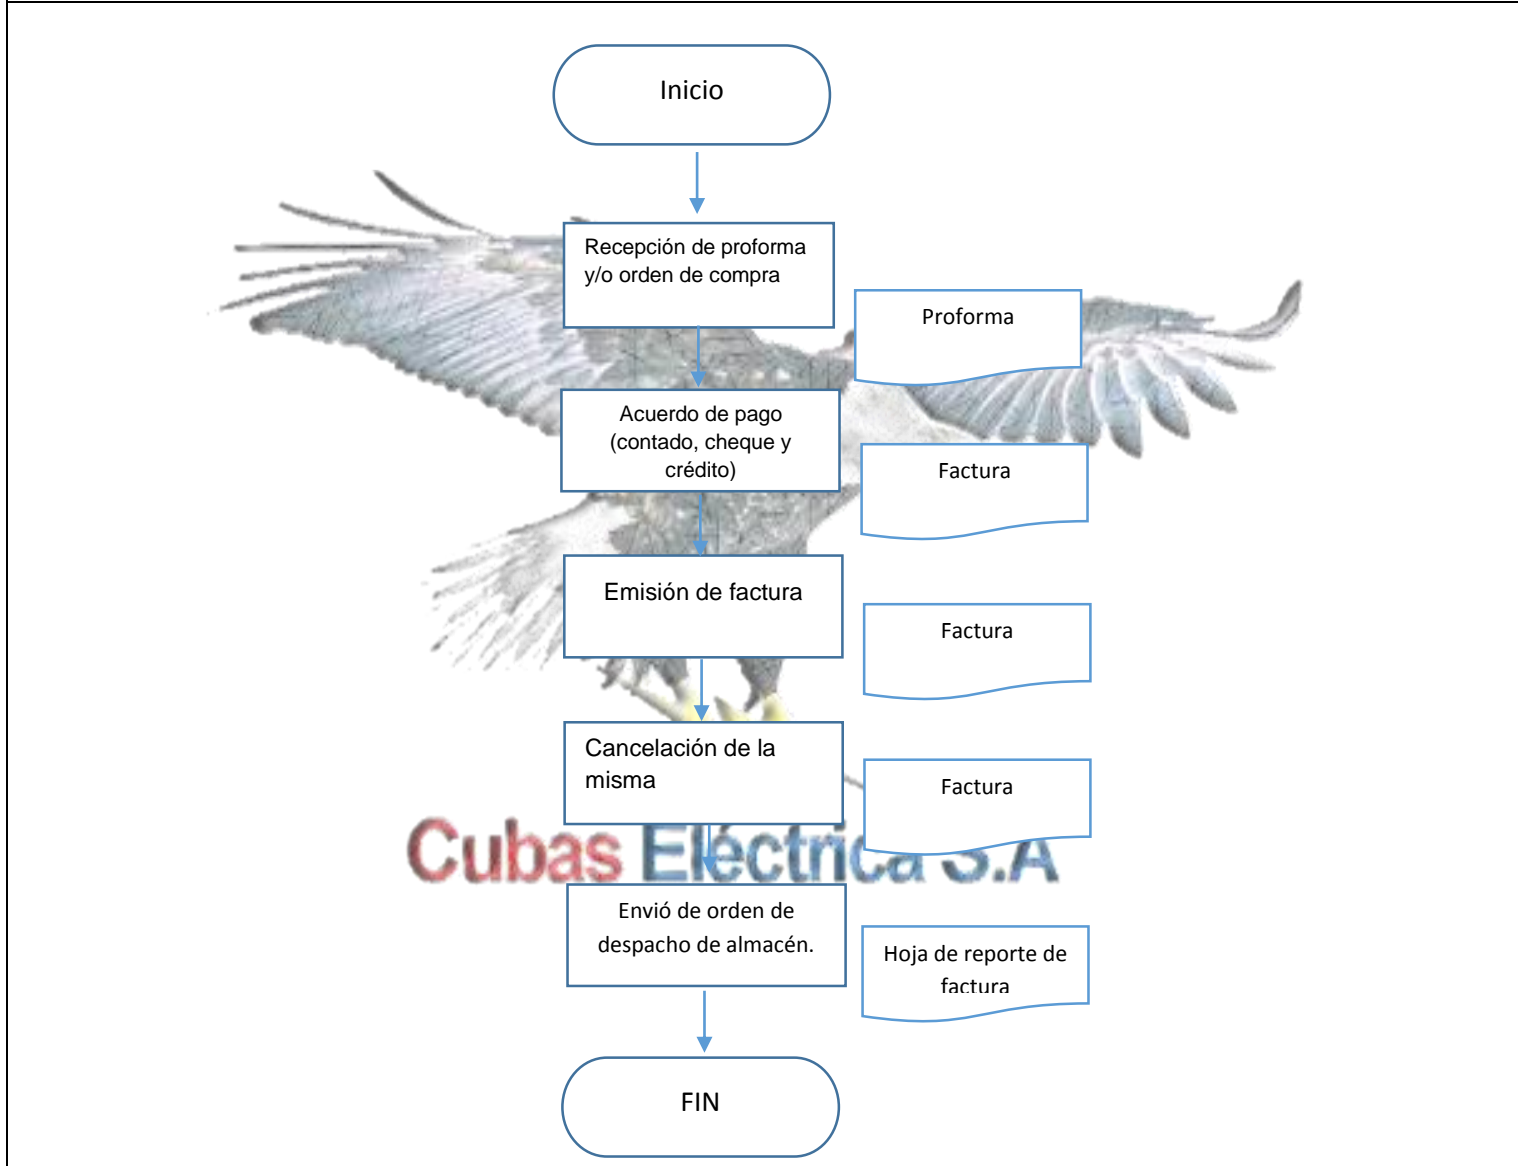 Inicio
Recepción de proforma
y/o orden de compra
Proforma
Acuerdo de pago
(contado, cheque y
crédito)
Factura
Emisión de factura
Factura
Cancelación de la
misma
Factura
Cubas Eléctrica S.A
Envió de orden de
despacho de almacén.
Hoja de reporte de
factura
FIN